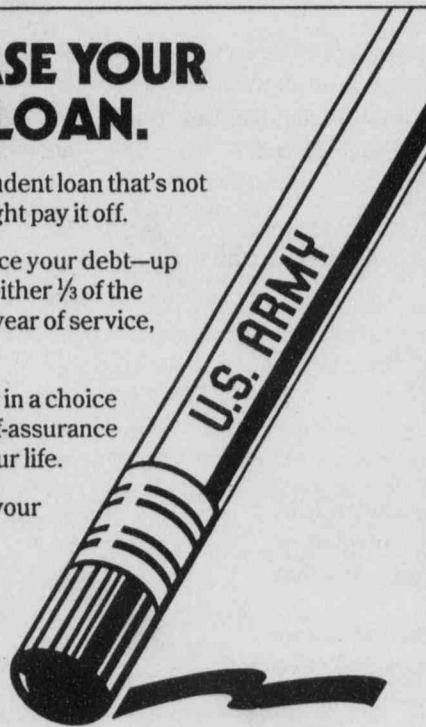 ASE YOUR
LOAN.
udent loan that's not
ght pay it off.
ce your debt—up
ither ⅓ of the
year of service,
in a choice
f-assurance
ur life.
your
U.S. ARMY